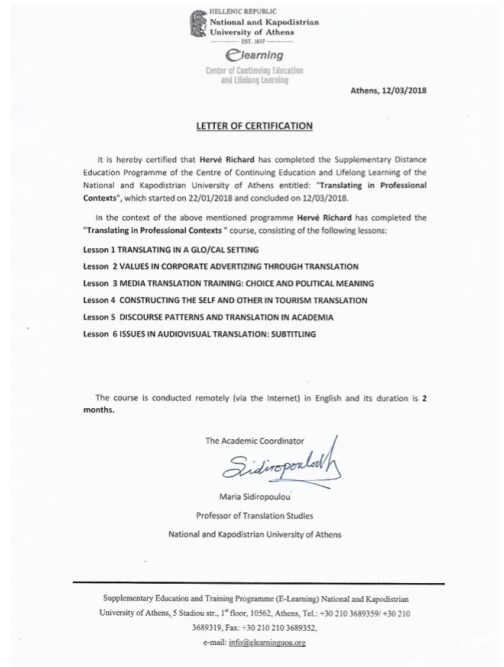 HELLENIC REPUBLIC
National and Kapodistrian
University of Athens
EST. 1837
elearning
Center of Continuing Education
and Lifelong Learning
Athens, 12/03/2018
LETTER OF CERTIFICATION
It is hereby certified that Hervé Richard has completed the Supplementary Distance
Education Programme of the Centre of Continuing Education and Lifelong Learning of the
National and Kapodistrian University of Athens entitled: "Translating in Professional
Contexts", which started on 22/01/2018 and concluded on 12/03/2018.
In the context of the above mentioned programme Hervé Richard has completed the
"Translating in Professional Contexts " course, consisting of the following lessons:
Lesson 1 TRANSLATING IN A GLO/CAL SETTING
Lesson 2 VALUES IN CORPORATE ADVERTIZING THROUGH TRANSLATION
Lesson 3 MEDIA TRANSLATION TRAINING: CHOICE AND POLITICAL MEANING
Lesson 4 CONSTRUCTING THE SELF AND OTHER IN TOURISM TRANSLATION
Lesson 5 DISCOURSE PATTERNS AND TRANSLATION IN ACADEMIA
Lesson 6 ISSUES IN AUDIOVISUAL TRANSLATION: SUBTITLING
The course is conducted remotely (via the Internet) in English and its duration is 2
months.
The Academic Coordinator
Sidiropoulou
Maria Sidiropoulou
Professor of Translation Studies
National and Kapodistrian University of Athens
Supplementary Education and Training Programme (E-Learning) National and Kapodistrian
University of Athens, 5 Stadiou str., 1st floor, 10562, Athens, Tel.: +30 210 3689359/ +30 210
3689319, Fax: +30 210 210 3689352,
e-mail: info@elearninguoa.org